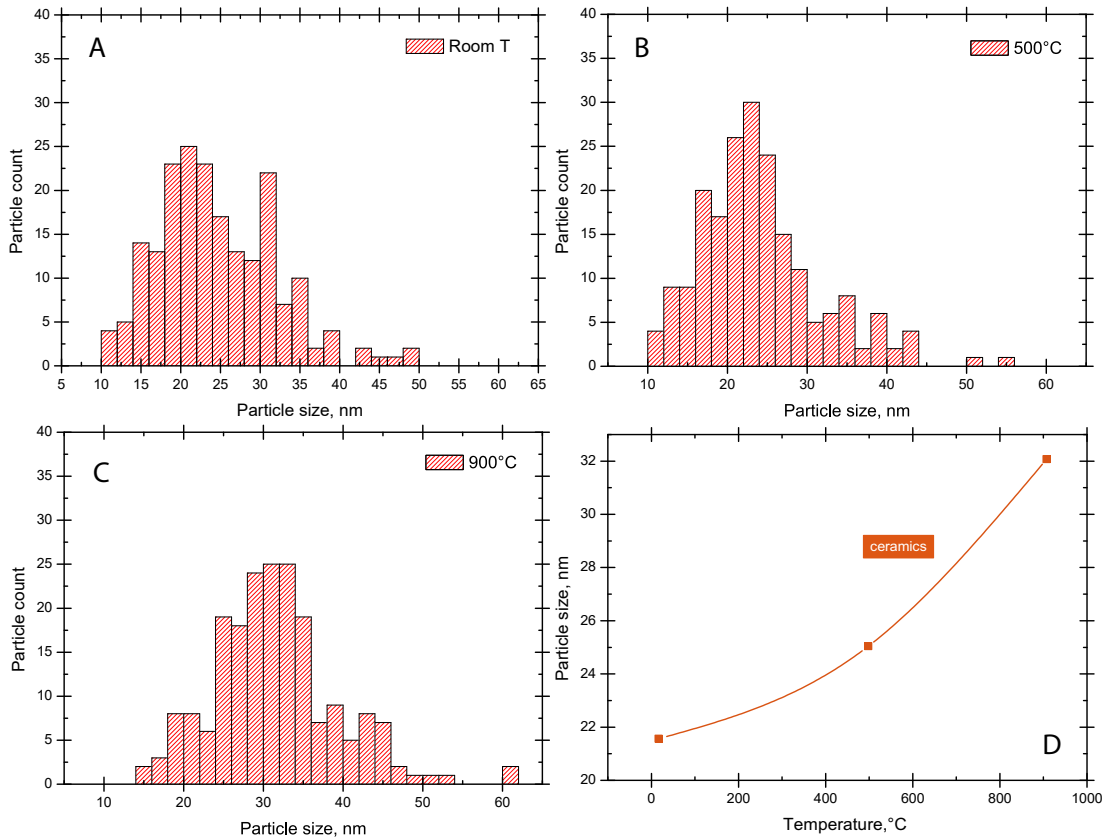 A
Room T
Particle count
40
35
30
25
20
15
10
5
0
5 10 15 20 25 30 35 40 45 50 55 60 65
Particle size, nm
B
500°C
Particle count
40
35
30
25
20
15
10
5
0
10 20 30 40 50 60
Particle size, nm
C
900°C
Particle count
40
35
30
25
20
15
10
5
0
10 20 30 40 50 60
Particle size, nm
D
ceramics
Particle size, nm
32
30
28
26
24
22
20
0 200 400 600 800 1000
Temperature,°C